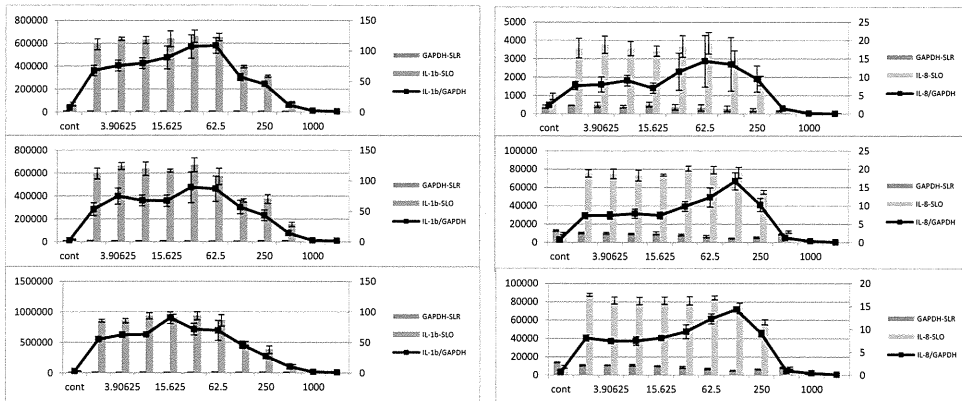 800000
600000
400000
200000
0
150
100
50
0
cont 3.90625 15.625 62.5 250 1000
GAPDH-SLR
IL-1b-SLO
IL-1b/GAPDH
5000
4000
3000
2000
1000
0
25
20
15
10
5
0
cont 3.90625 15.625 62.5 250 1000
GAPDH-SLR
IL-8-SLO
IL-8/GAPDH
800000
600000
400000
200000
0
150
100
50
0
cont 3.90625 15.625 62.5 250 1000
GAPDH-SLR
IL-1b-SLO
IL-1b/GAPDH
100000
80000
60000
40000
20000
0
25
20
15
10
5
0
cont 3.90625 15.625 62.5 250 1000
GAPDH-SLR
IL-8-SLO
IL-8/GAPDH
1500000
1000000
500000
0
150
100
50
0
cont 3.90625 15.625 62.5 250 1000
GAPDH-SLR
IL-1b-SLO
IL-1b/GAPDH
100000
80000
60000
40000
20000
0
20
15
10
5
0
cont 3.90625 15.625 62.5 250 1000
GAPDH-SLR
IL-8-SLO
IL-8/GAPDH